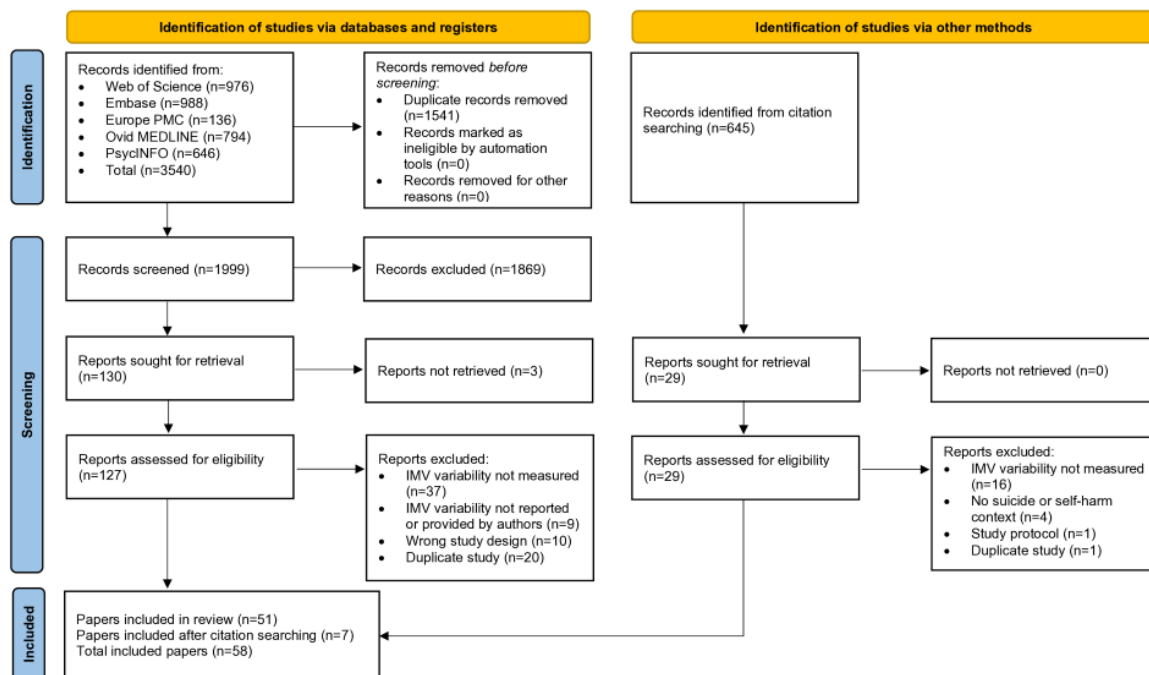 Identification of studies via databases and registers
Identification of studies via other methods
Identification
Records identified from:
• Web of Science (n=976)
• Embase (n=988)
• Europe PMC (n=136)
• Ovid MEDLINE (n=794)
• PsycINFO (n=646)
• Total (n=3540)
Records removed before
screening:
• Duplicate records removed
(n=1541)
• Records marked as
ineligible by automation
tools (n=0)
• Records removed for other
reasons (n=0)
Records identified from citation
searching (n=645)
Screening
Records screened (n=1999)
Records excluded (n=1869)
Reports sought for retrieval
(n=130)
Reports not retrieved (n=3)
Reports sought for retrieval
(n=29)
Reports not retrieved (n=0)
Reports assessed for eligibility
(n=127)
Reports excluded:
• IMV variability not measured
(n=37)
• IMV variability not reported
or provided by authors (n=9)
• Wrong study design (n=10)
• Duplicate study (n=20)
Reports assessed for eligibility
(n=29)
Reports excluded:
• IMV variability not measured
(n=16)
• No suicide or self-harm
context (n=4)
• Study protocol (n=1)
• Duplicate study (n=1)
Included
Papers included in review (n=51)
Papers included after citation searching (n=7)
Total included papers (n=58)